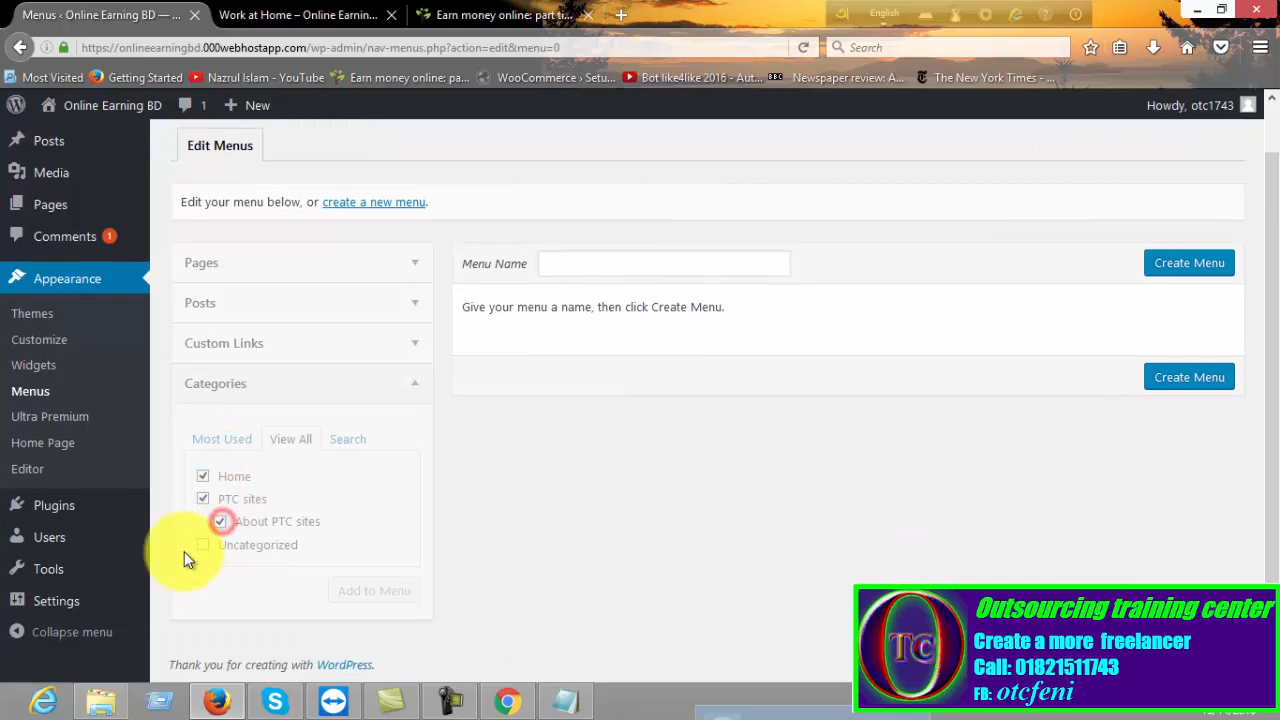 Menus ‹ Online Earning BD — ...
Work at Home – Online Earnin...
Earn money online: part ti...
English
https://onlineearningbd.000webhostapp.com/wp-admin/nav-menus.php?action=edit&menu=0
Search
Most Visited
Getting Started
Nazrul Islam - YouTube
Earn money online: pa...
WooCommerce › Setu...
Bot like4like 2016 - Aut...
BBC
Newspaper review: A...
The New York Times - ...
Online Earning BD
1
New
Howdy, otc1743
Posts
Media
Pages
Comments 1
Appearance
Themes
Customize
Widgets
Menus
Ultra Premium
Home Page
Editor
Plugins
Users
Tools
Settings
Collapse menu
Edit Menus
Edit your menu below, or create a new menu.
Pages
Posts
Custom Links
Categories
Most Used
View All
Search
Home
PTC sites
About PTC sites
Uncategorized
Add to Menu
Menu Name
Create Menu
Give your menu a name, then click Create Menu.
Create Menu
Thank you for creating with WordPress.
OTC
Outsourcing training center
Create a more freelancer
Call: 01821511743
FB: otcfeni